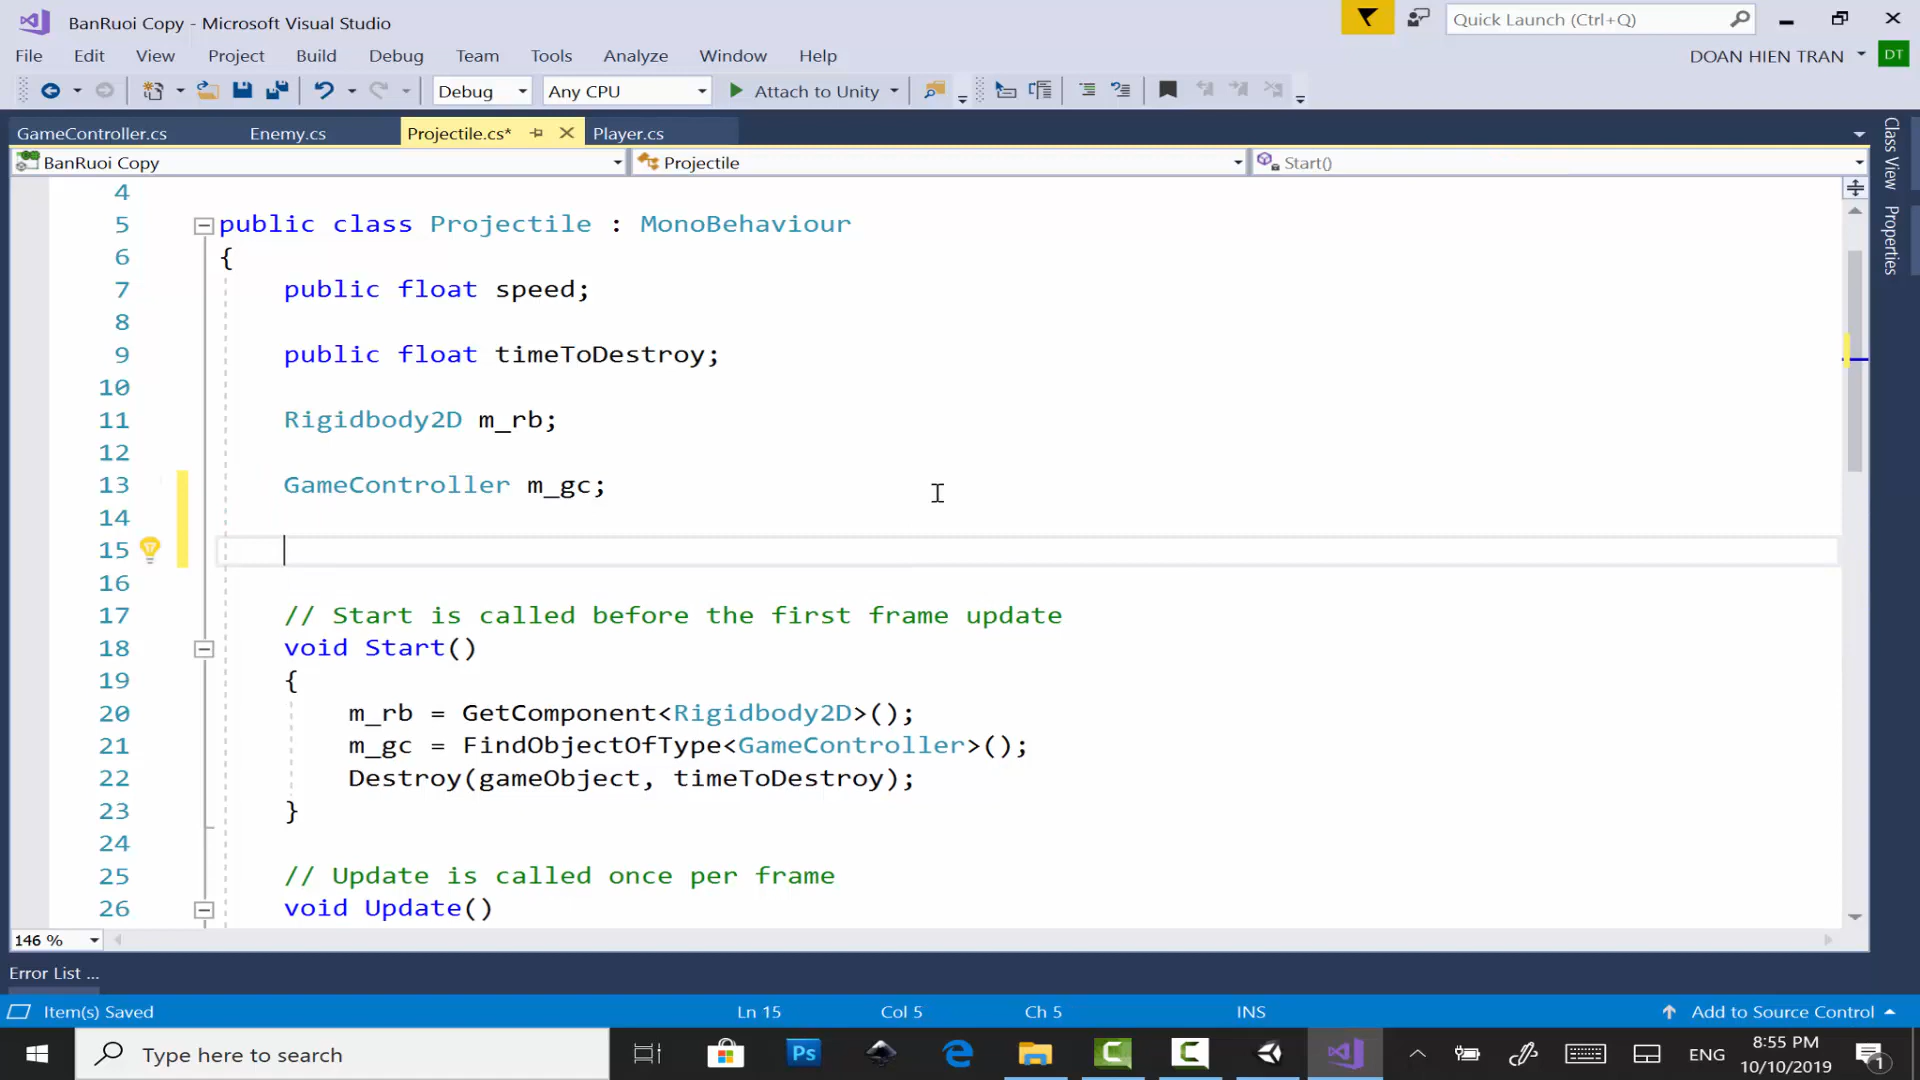 BanRuoi Copy - Microsoft Visual Studio
Quick Launch (Ctrl+Q)
File Edit View Project Build Debug Team Tools Analyze Window Help
DOAN HIEN TRAN
DT
Debug Any CPU Attach to Unity
GameController.cs Enemy.cs Projectile.cs* Player.cs
BanRuoi Copy Projectile Start()
Class View
Properties
4
5 public class Projectile : MonoBehaviour
6 {
7 public float speed;
8
9 public float timeToDestroy;
10
11 Rigidbody2D m_rb;
12
13 GameController m_gc;
14
15
16
17 // Start is called before the first frame update
18 void Start()
19 {
20 m_rb = GetComponent<Rigidbody2D>();
21 m_gc = FindObjectOfType<GameController>();
22 Destroy(gameObject, timeToDestroy);
23 }
24
25 // Update is called once per frame
26 void Update()
146 %
Error List ...
Item(s) Saved Ln 15 Col 5 Ch 5 INS Add to Source Control
Type here to search
Ps
ENG
8:55 PM
10/10/2019
1